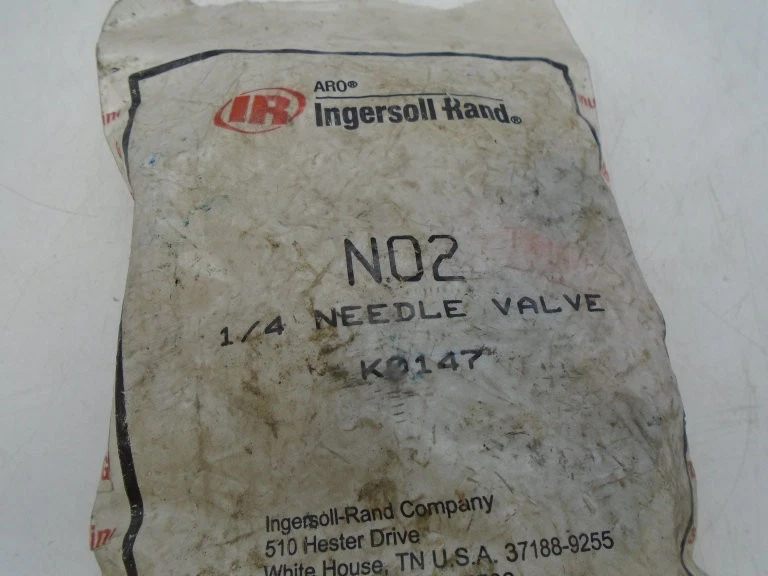 ARO®
IR Ingersoll Rand®
N02
1/4 NEEDLE VALVE
Ingersoll-Rand Company
510 Hester Drive
White House, TN U.S.A. 37188-9255